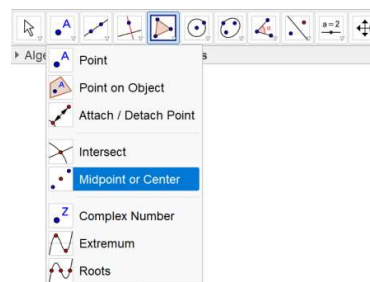 A
a=2
Alge
s
A Point
A Point on Object
Attach / Detach Point
Intersect
Midpoint or Center
Z Complex Number
Extremum
Roots